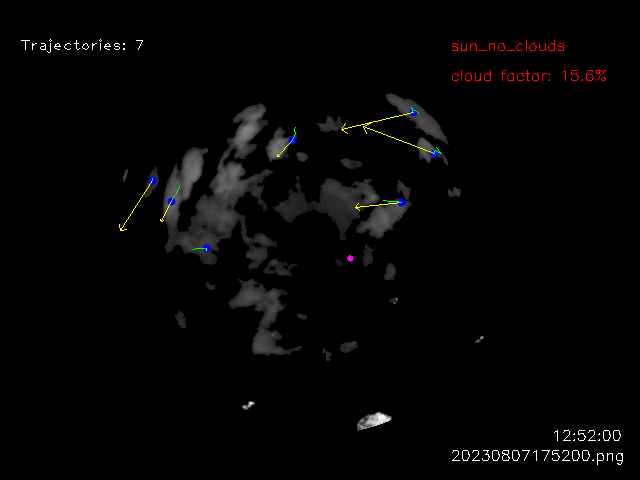 Trajectories: 7
sun_no_clouds
cloud factor: 15.6%
12:52:00
20230807175200.png